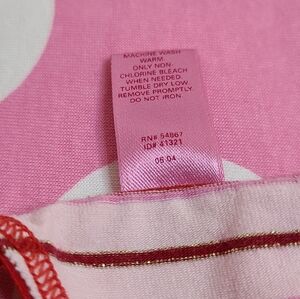 MACHINE WASH
WARM.
ONLY NON-
CHLORINE BLEACH
WHEN NEEDED.
TUMBLE DRY LOW
REMOVE PROMPTLY.
DO NOT IRON.
RN# 54867
ID# 41321
05 04